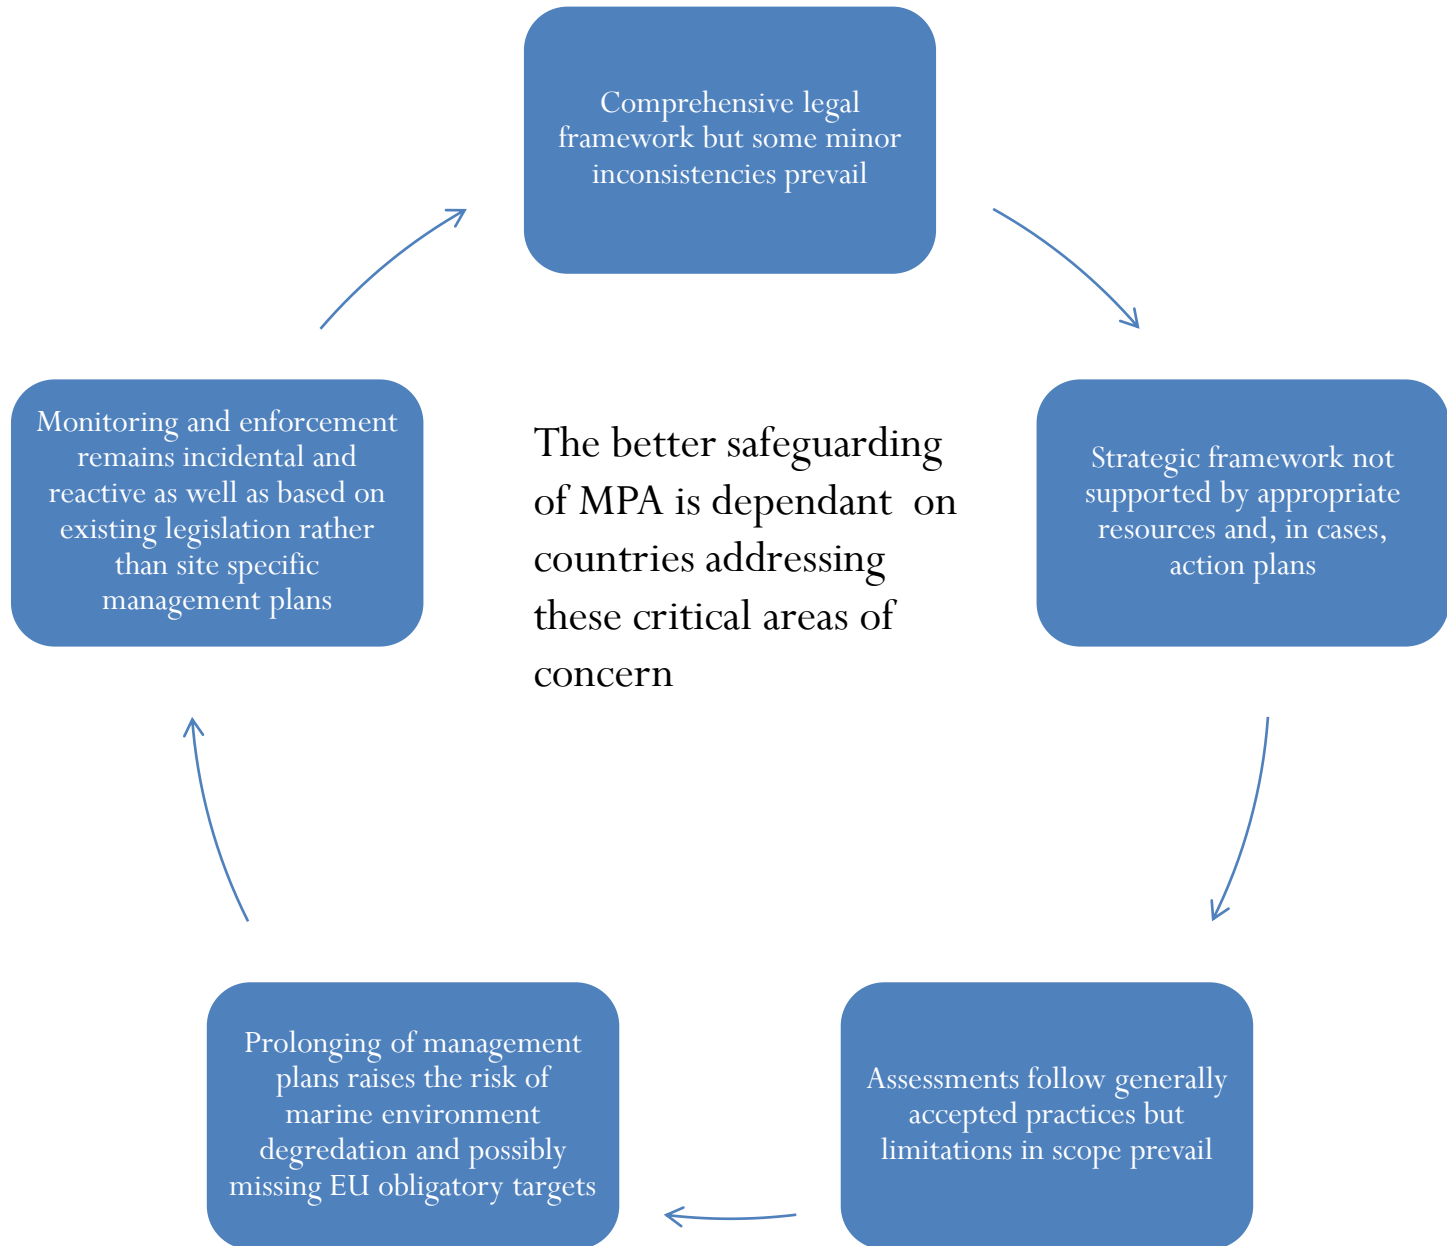 Comprehensive legal
framework but some minor
inconsistencies prevail
Strategic framework not
supported by appropriate
resources and, in cases,
action plans
Assessments follow generally
accepted practices but
limitations in scope prevail
Prolonging of management
plans raises the risk of
marine environment
degredation and possibly
missing EU obligatory targets
Monitoring and enforcement
remains incidental and
reactive as well as based on
existing legislation rather
than site specific
management plans
The better safeguarding
of MPA is dependant  on
countries addressing
these critical areas of
concern